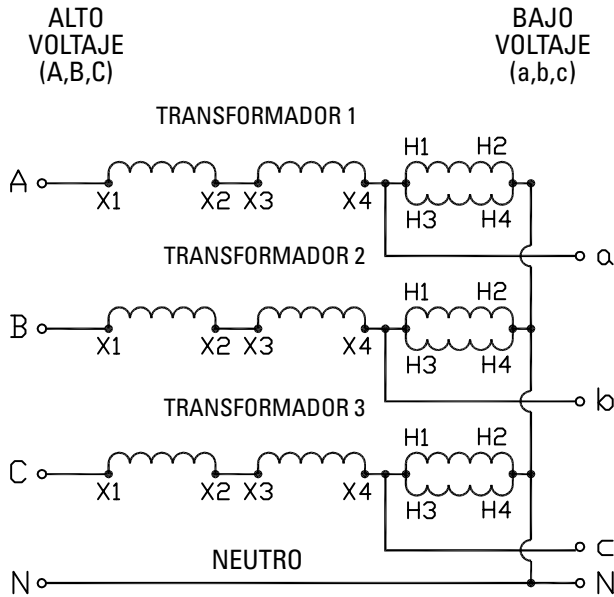 ALTO
VOLTAJE
(A,B,C)
BAJO
VOLTAJE
(a,b,c)
TRANSFORMADOR 1
H1 H2
A
X1 X2 X3 X4
H3 H4
TRANSFORMADOR 2
a
H1 H2
B
X1 X2 X3 X4
H3 H4
TRANSFORMADOR 3
b
H1 H2
C
X1 X2 X3 X4
H3 H4
c
NEUTRO
N N